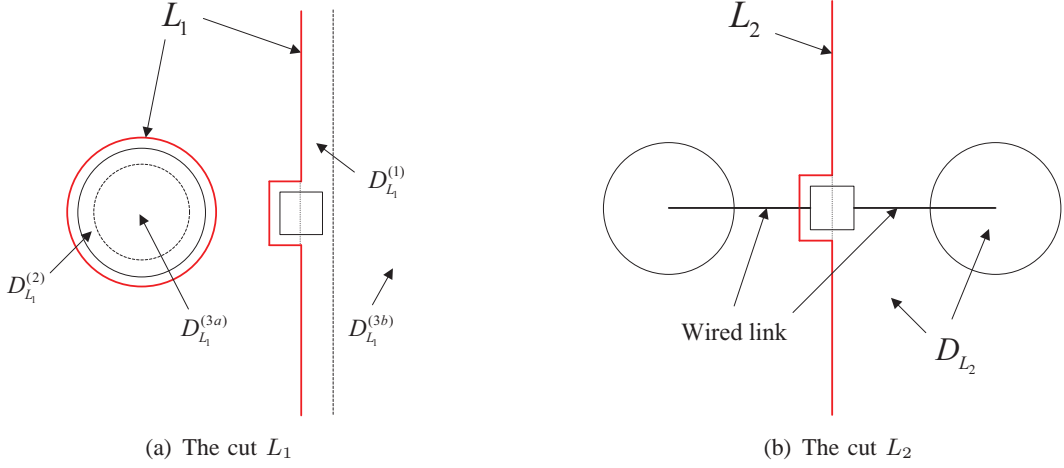 L₁
D_{L₁}^{(1)}
D_{L₁}^{(2)}
D_{L₁}^{(3a)}
D_{L₁}^{(3b)}
(a) The cut L₁
L₂
Wired link
D_{L₂}
(b) The cut L₂